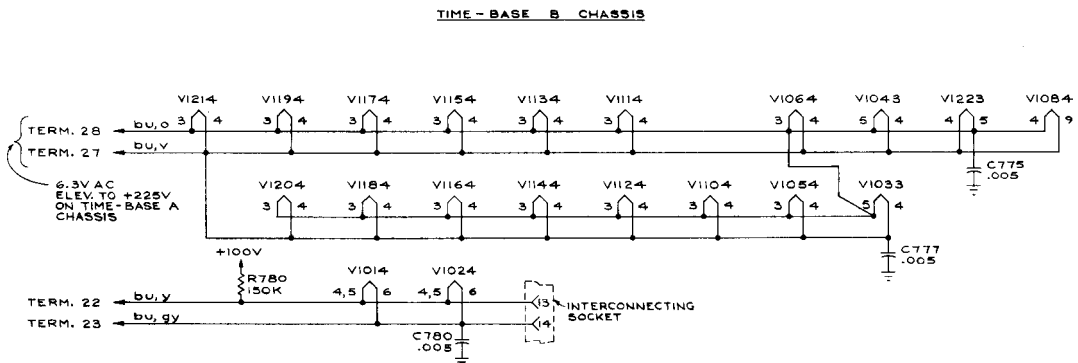 TIME-BASE B CHASSIS
V1214 V1194 V1174 V1154 V1134 V1114 V1064 V1043 V1223 V1084
3 4 3 4 3 4 3 4 3 4 3 4 3 4 5 4 4 5 4 9
TERM. 28 bu,o
TERM. 27 bu,v
C775
.005
6.3V AC
ELEV. TO +225V
ON TIME-BASE A
CHASSIS
V1204 V1184 V1164 V1144 V1124 V1104 V1054 V1033
3 4 3 4 3 4 3 4 3 4 3 4 3 4 5 4
C777
.005
+100V
R780
150K
V1014 V1024
4,5 6 4,5 6
TERM. 22 bu,y
13
INTERCONNECTING
SOCKET
TERM. 23 bu,gy
14
C780
.005